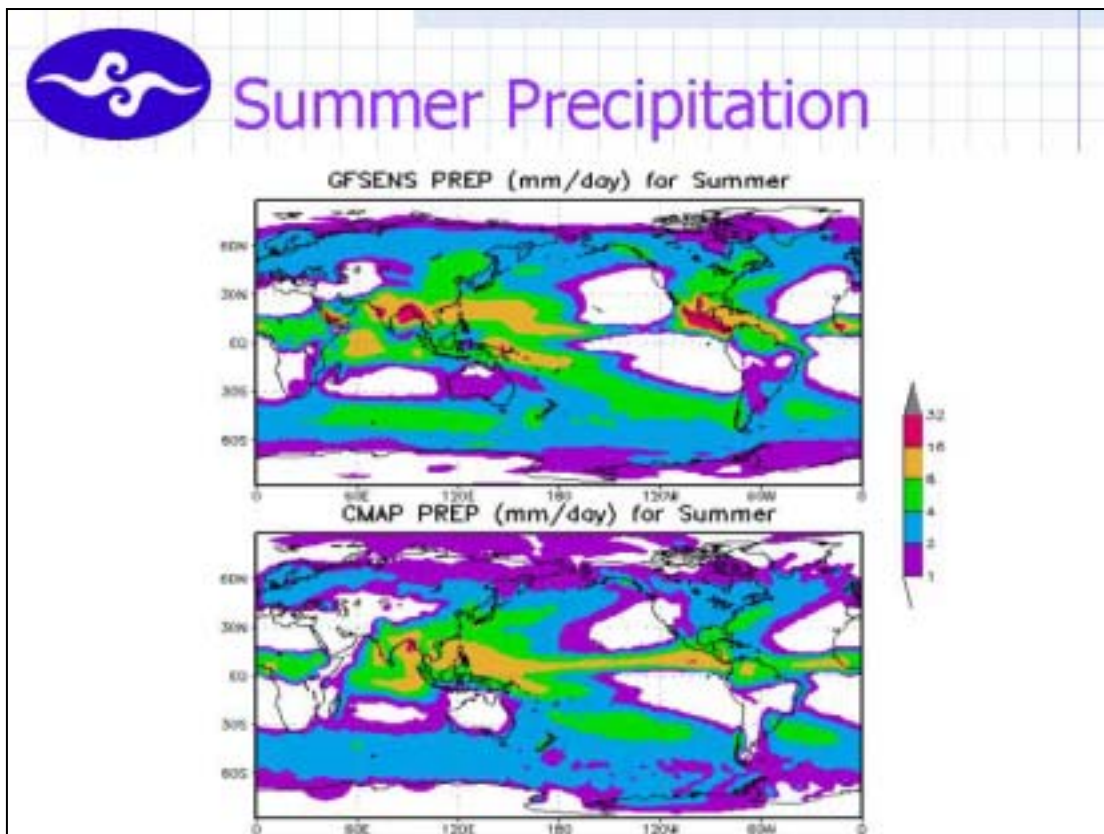 Summer Precipitation
GFSENS PREP (mm/day) for Summer
60N
30N
EQ
30S
60S
0 60E 120E 180 120W 60W 0
32
16
8
4
2
1
CMAP PREP (mm/day) for Summer
60N
30N
EQ
30S
60S
0 60E 120E 180 120W 60W 0